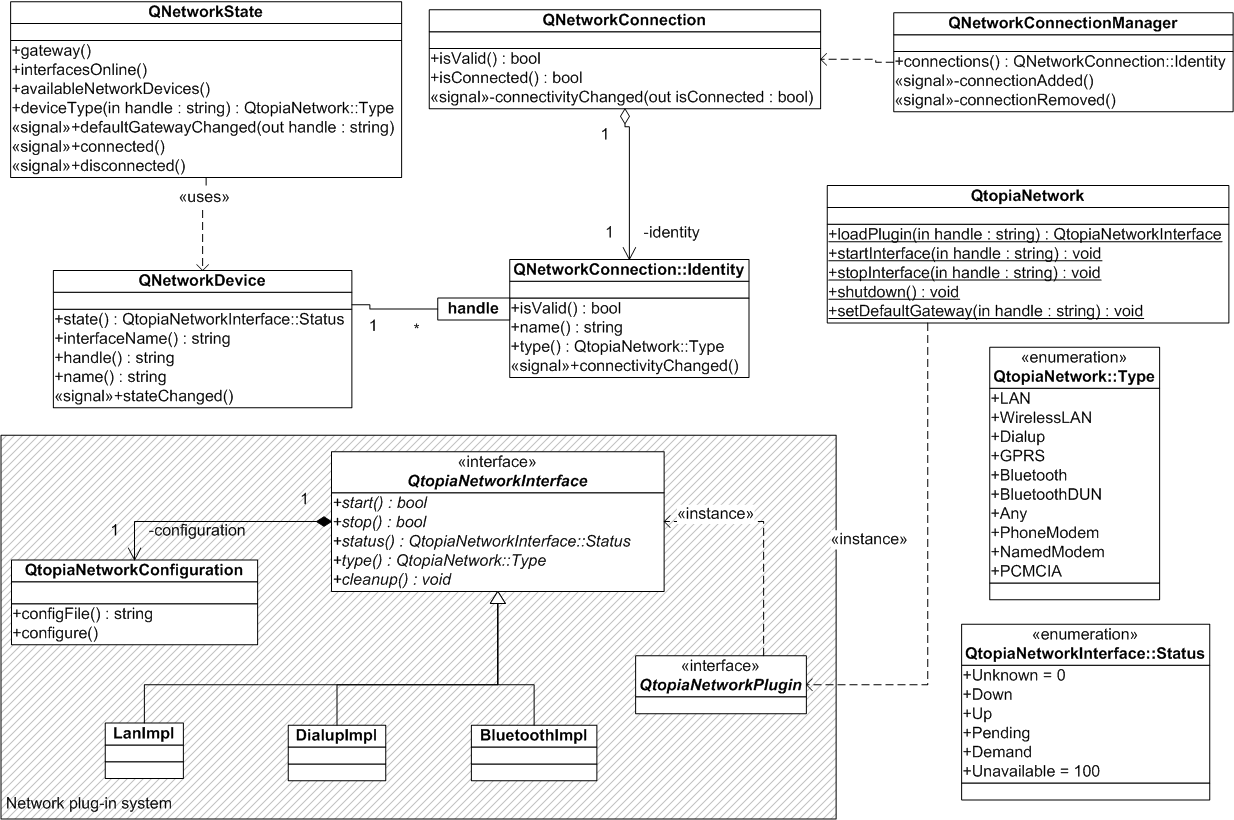 QNetworkState
+gateway()
+interfacesOnline()
+availableNetworkDevices()
+deviceType(in handle : string) : QtopiaNetwork::Type
«signal»+defaultGatewayChanged(out handle : string)
«signal»+connected()
«signal»+disconnected()
QNetworkConnection
+isValid() : bool
+isConnected() : bool
«signal»-connectivityChanged(out isConnected : bool)
QNetworkConnectionManager
+connections() : QNetworkConnection::Identity
«signal»-connectionAdded()
«signal»-connectionRemoved()
«uses»
1
1
-identity
QtopiaNetwork
+loadPlugin(in handle : string) : QtopiaNetworkInterface
+startInterface(in handle : string) : void
+stopInterface(in handle : string) : void
+shutdown() : void
+setDefaultGateway(in handle : string) : void
QNetworkDevice
+state() : QtopiaNetworkInterface::Status
+interfaceName() : string
+handle() : string
+name() : string
«signal»+stateChanged()
1
*
handle
QNetworkConnection::Identity
+isValid() : bool
+name() : string
+type() : QtopiaNetwork::Type
«signal»+connectivityChanged()
«enumeration»
QtopiaNetwork::Type
+LAN
+WirelessLAN
+Dialup
+GPRS
+Bluetooth
+BluetoothDUN
+Any
+PhoneModem
+NamedModem
+PCMCIA
«interface»
QtopiaNetworkInterface
+start() : bool
+stop() : bool
+status() : QtopiaNetworkInterface::Status
+type() : QtopiaNetwork::Type
+cleanup() : void
1
1
-configuration
«instance»
«instance»
QtopiaNetworkConfiguration
+configFile() : string
+configure()
«interface»
QtopiaNetworkPlugin
«enumeration»
QtopiaNetworkInterface::Status
+Unknown = 0
+Down
+Up
+Pending
+Demand
+Unavailable = 100
LanImpl
DialupImpl
BluetoothImpl
Network plug-in system